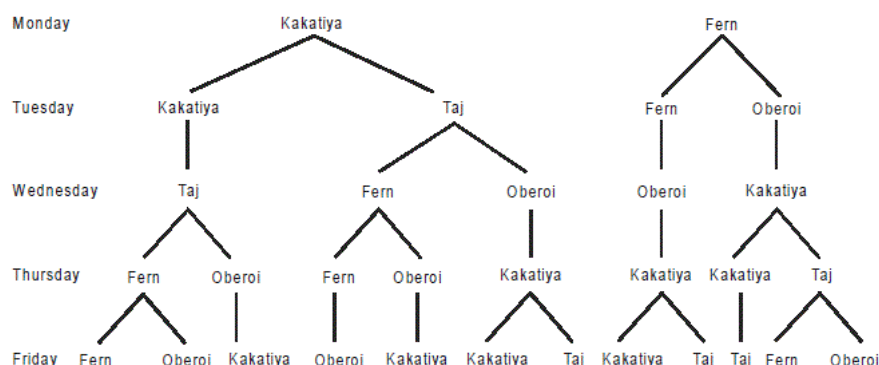 Monday Kakatiya Fern
Tuesday Kakatiya Taj Fern Oberoi
Wednesday Taj Fern Oberoi Oberoi Kakatiya
Thursday Fern Oberoi Fern Oberoi Kakatiya Kakatiya Kakatiya Taj
Friday Fern Oberoi Kakatiya Oberoi Kakatiya Kakatiya Taj Kakatiya Taj Taj Fern Oberoi